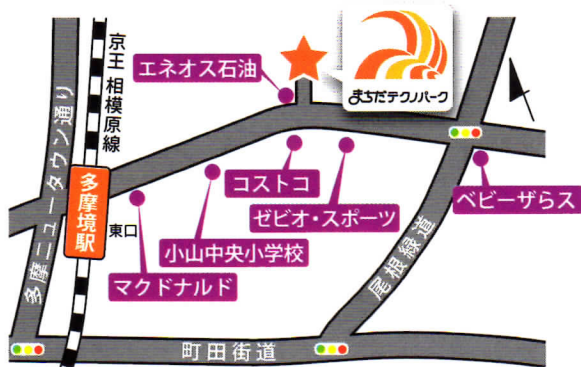 京王相模原線
エネオス石油
まちだテクノパーク
多摩ニュータウン通り
多摩境駅
東口
コストコ
ゼビオ・スポーツ
ベビーザらス
小山中央小学校
マクドナルド
尾根緑道
町田街道